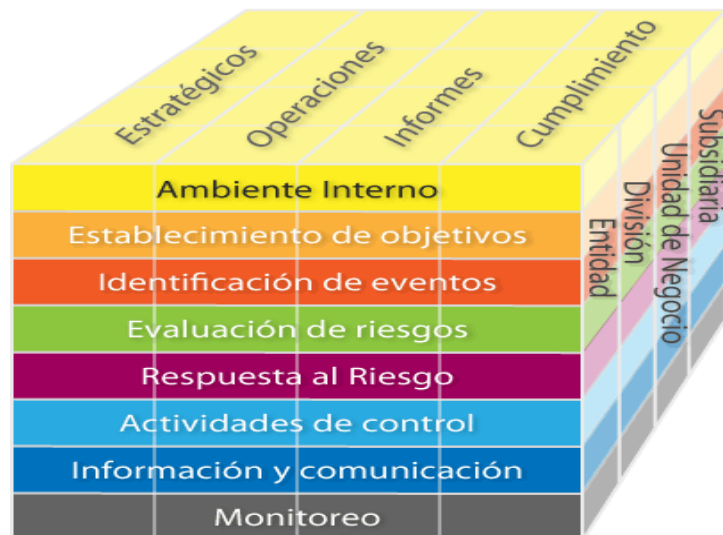 Estratégicos
Operaciones
Informes
Cumplimiento
Ambiente Interno
Establecimiento de objetivos
Identificación de eventos
Evaluación de riesgos
Respuesta al Riesgo
Actividades de control
Información y comunicación
Monitoreo
Entidad
División
Unidad de Negocio
Subsidiaria